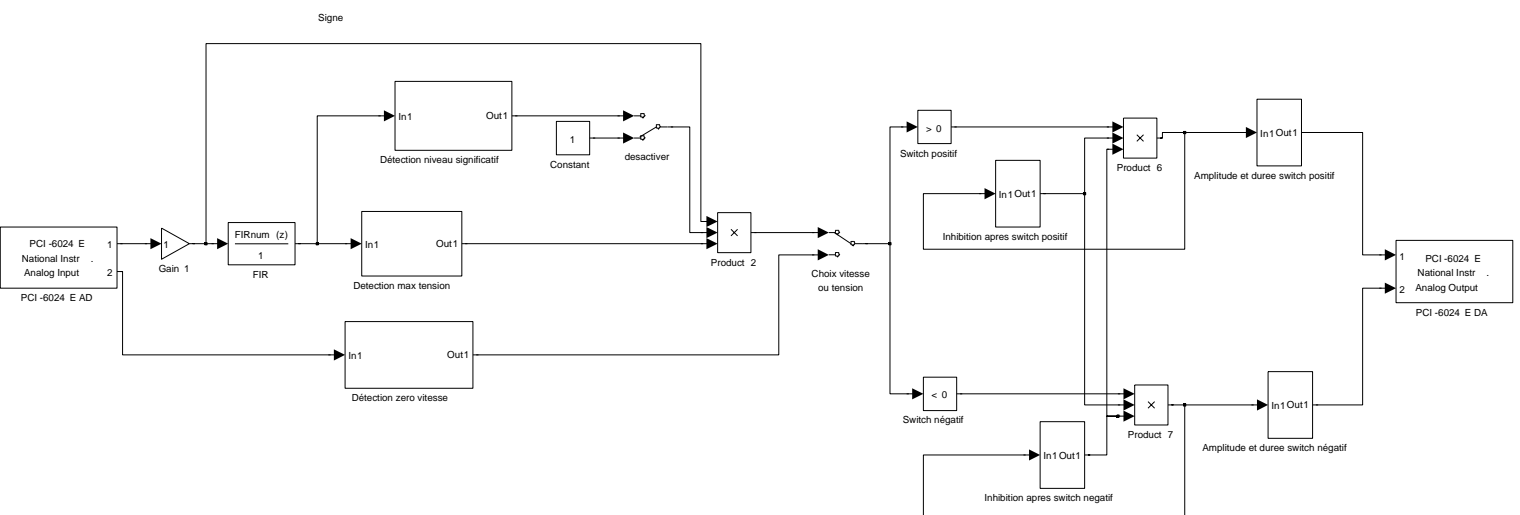 Signe
In1 Out1
Détection niveau significatif
1
Constant
desactiver
> 0
Switch positif
×
Product 6
In1 Out1
Amplitude et duree switch positif
In1 Out1
Inhibition apres switch positif
PCI -6024 E
National Instr .
Analog Input
1
2
PCI -6024 E AD
1
Gain 1
FIRnum (z)
1
FIR
In1 Out1
Detection max tension
×
Product 2
Choix vitesse
ou tension
1
2
PCI -6024 E
National Instr .
Analog Output
PCI -6024 E DA
In1 Out1
Détection zero vitesse
< 0
Switch négatif
×
Product 7
In1 Out1
Amplitude et duree switch négatif
In1 Out1
Inhibition apres switch negatif